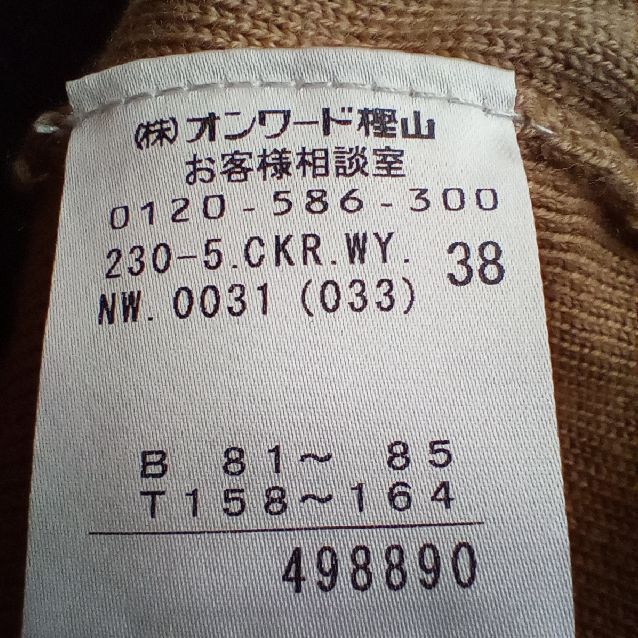 (株)オンワード樫山
お客様相談室
0120-586-300
230-5.CKR.WY. 38
NW. 0031 (033)
B 81～ 85
T158～164
498890